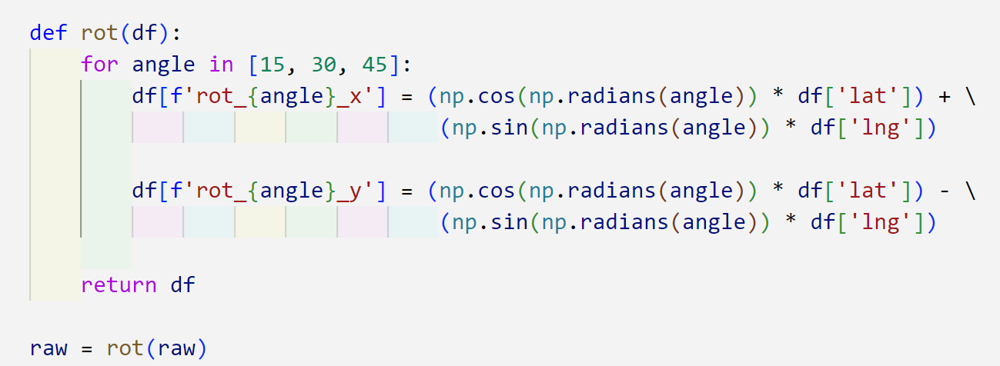 def rot(df):
    for angle in [15, 30, 45]:
        df[f'rot_{angle}_x'] = (np.cos(np.radians(angle)) * df['lat']) + \
                                (np.sin(np.radians(angle)) * df['lng'])

        df[f'rot_{angle}_y'] = (np.cos(np.radians(angle)) * df['lat']) - \
                                (np.sin(np.radians(angle)) * df['lng'])

    return df

raw = rot(raw)